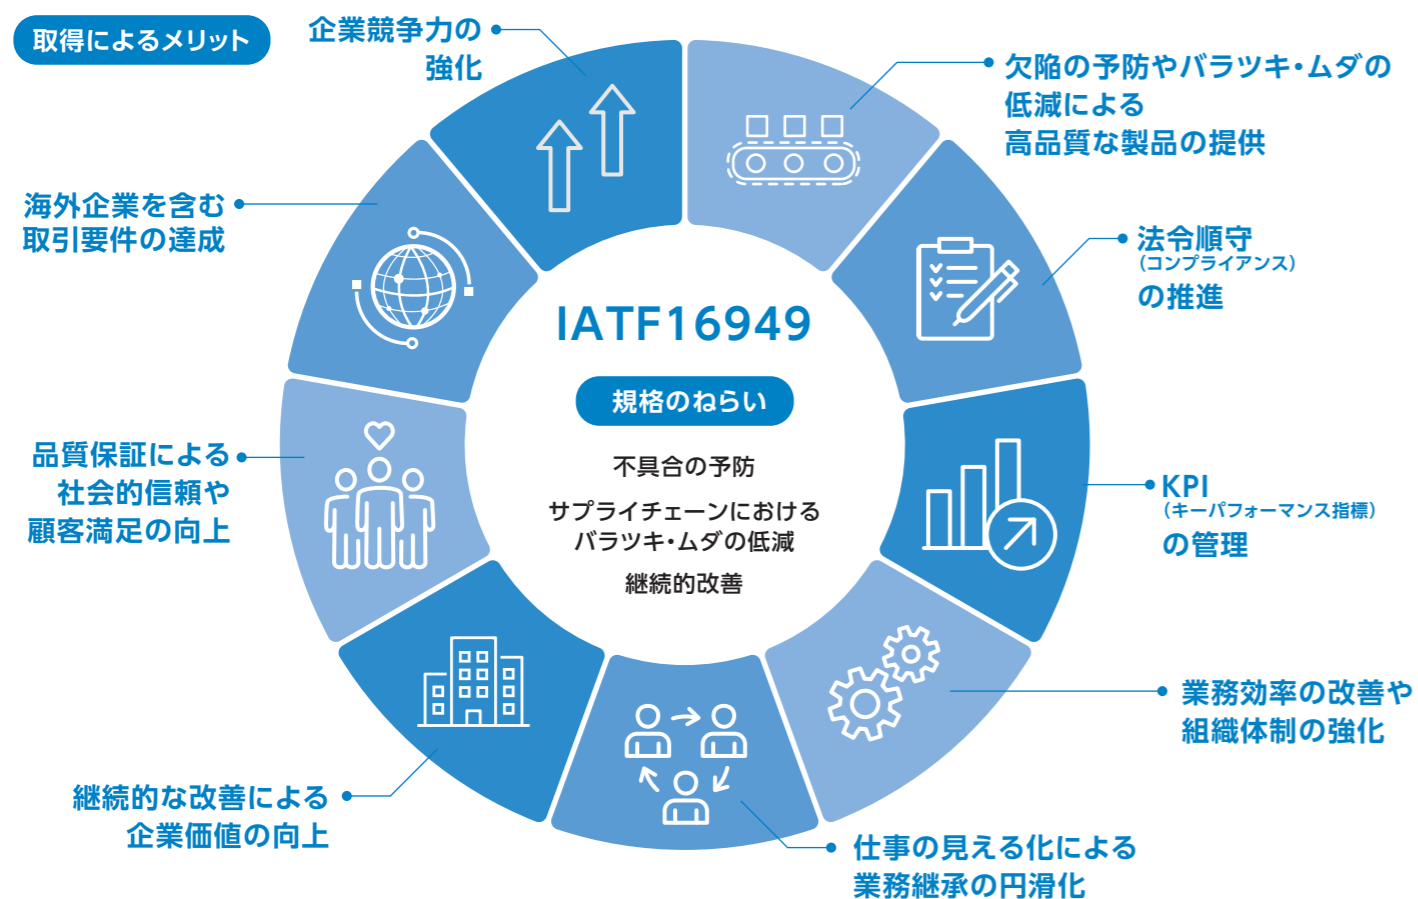 取得によるメリット
企業競争力の
強化
欠陥の予防やバラツキ・ムダの
低減による
高品質な製品の提供
法令順守
（コンプライアンス）
の推進
KPI
（キーパフォーマンス指標）
の管理
業務効率の改善や
組織体制の強化
仕事の見える化による
業務継承の円滑化
継続的な改善による
企業価値の向上
品質保証による
社会的信頼や
顧客満足の向上
海外企業を含む
取引要件の達成
IATF16949
規格のねらい
不具合の予防
サプライチェーンにおける
バラツキ・ムダの低減
継続的改善